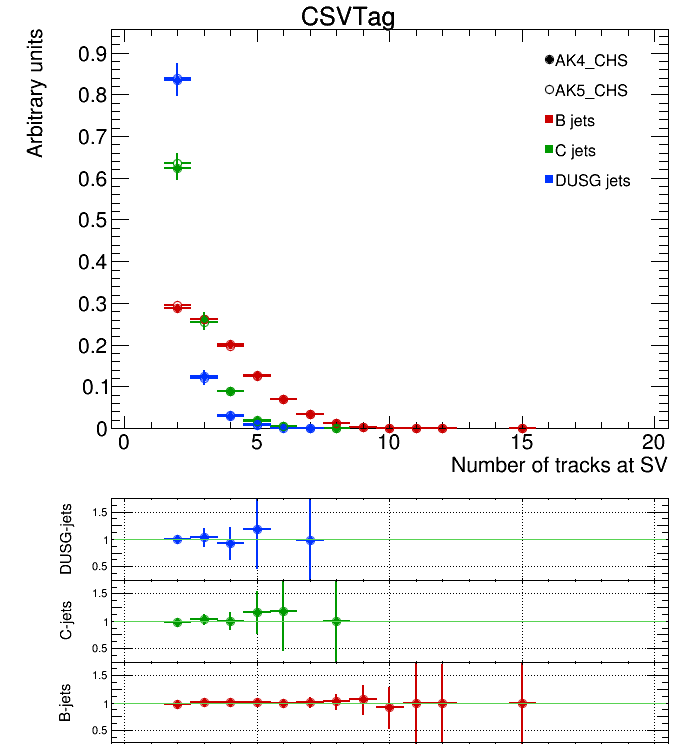 CSVTag
Arbitrary units
0.9
0.8
0.7
0.6
0.5
0.4
0.3
0.2
0.1
0
AK4_CHS
AK5_CHS
B jets
C jets
DUSG jets
0 5 10 15 20
Number of tracks at SV
DUSG-jets
1.5
1
0.5
C-jets
1.5
1
0.5
B-jets
1.5
1
0.5